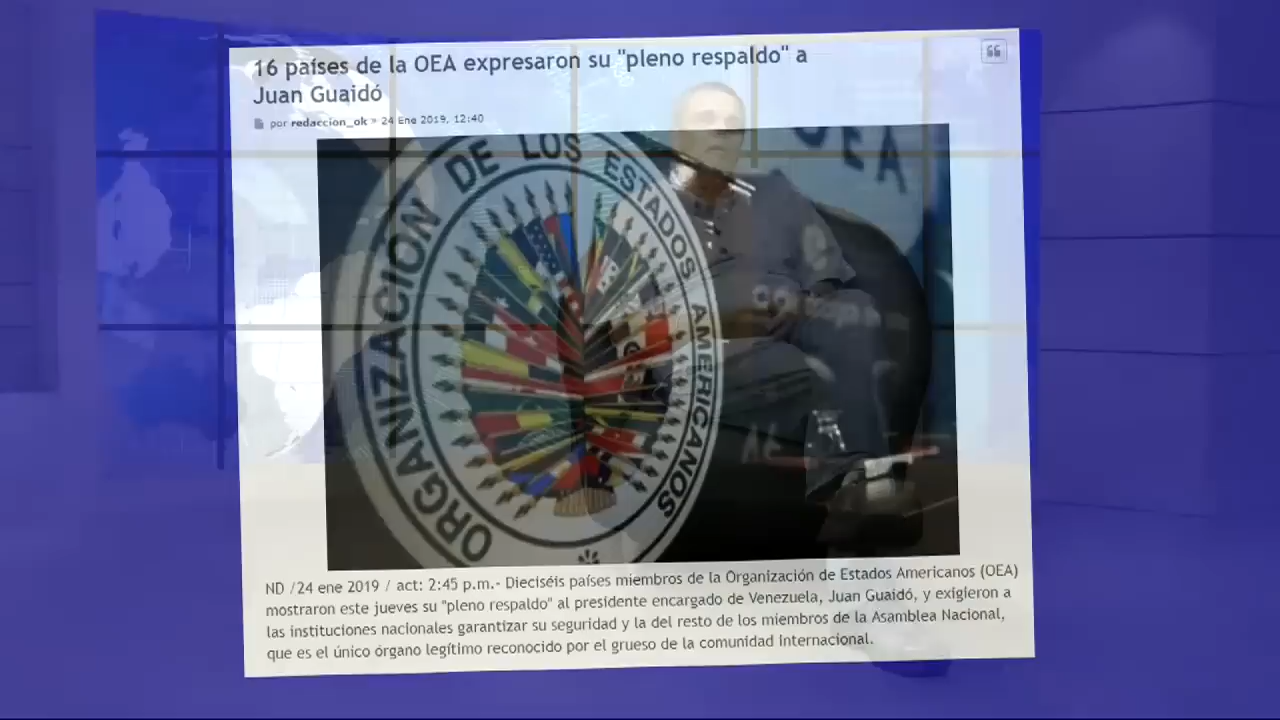 16 países de la OEA expresaron su "pleno respaldo" a
Juan Guaidó
por redaccion_ok » 24 Ene 2019, 12:40
ORGANIZACION DE LOS ESTADOS AMERICANOS
OEA
ND /24 ene 2019 / act: 2:45 p.m.- Dieciséis países miembros de la Organización de Estados Americanos (OEA)
mostraron este jueves su "pleno respaldo" al presidente encargado de Venezuela, Juan Guaidó, y exigieron a
las instituciones nacionales garantizar su seguridad y la del resto de los miembros de la Asamblea Nacional,
que es el único órgano legítimo reconocido por el grueso de la comunidad internacional.